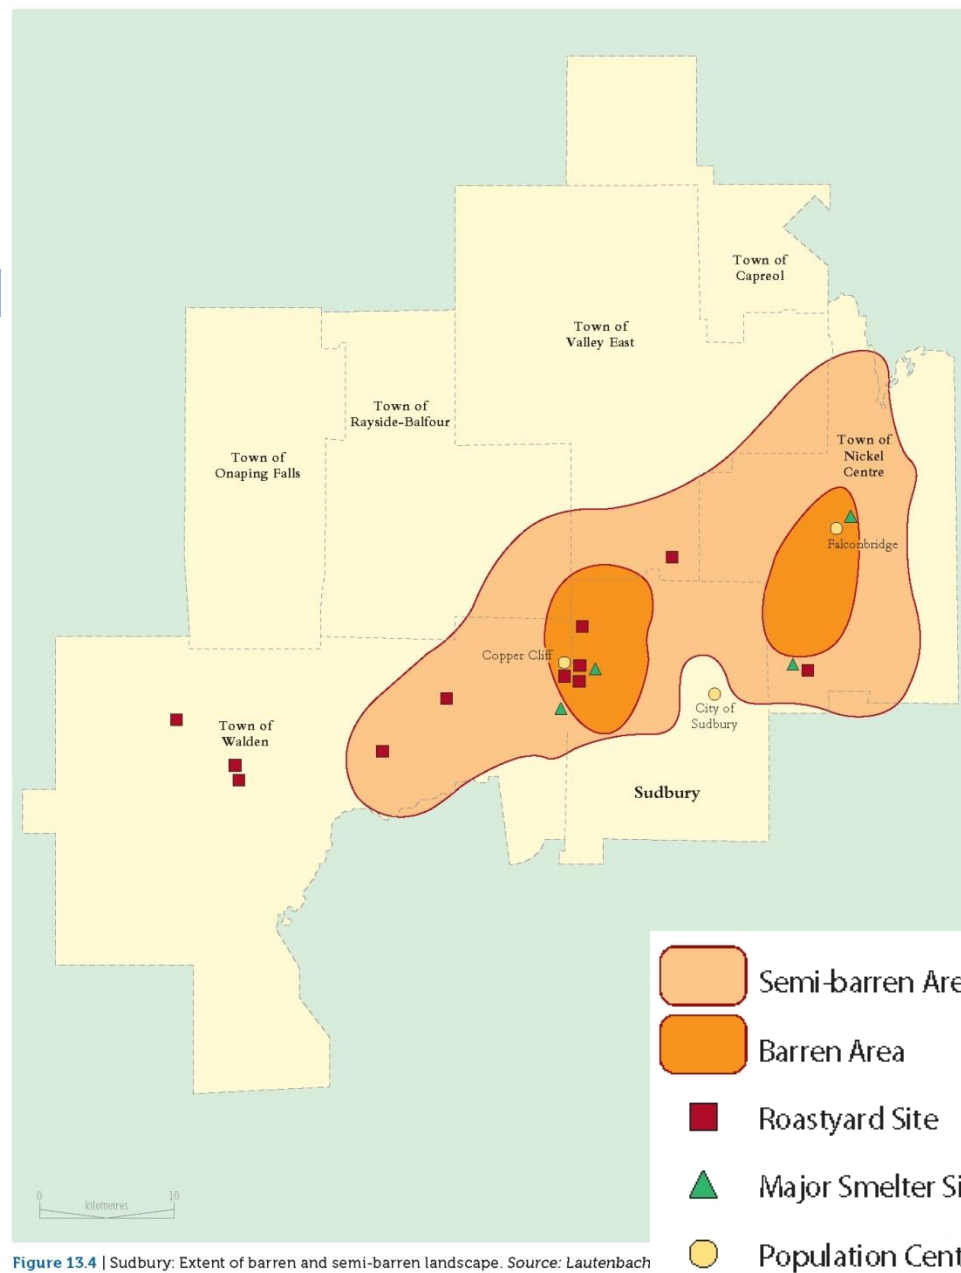 Town of
Capreol
Town of
Valley East
Town of
Rayside-Balfour
Town of
Nickel
Centre
Town of
Onaping Falls
Falconbridge
Copper Cliff
City of
Sudbury
Town of
Walden
Sudbury
Semi-barren Are
Barren Area
Roastyard Site
Major Smelter Si
Population Cent
0 10
kilometres
Figure 13.4 | Sudbury: Extent of barren and semi-barren landscape. Source: Lautenbach